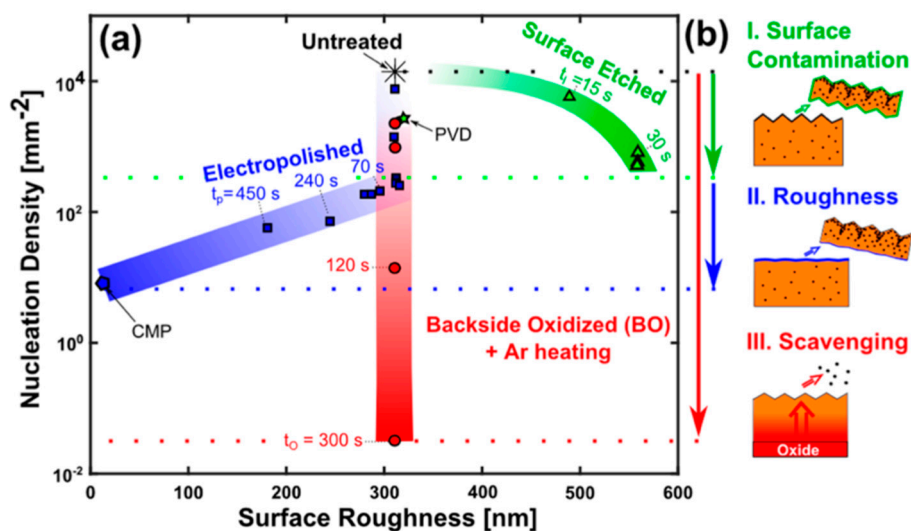 (a)
Untreated
Surface Etched
tᵢ=15 s
30 s
PVD
Electropolished
70 s
240 s
tₚ= 450 s
120 s
CMP
Backside Oxidized (BO)
+ Ar heating
t_O = 300 s
Nucleation Density [mm⁻²]
10⁴
10²
10⁰
10⁻²
0
100
200
300
400
500
600
Surface Roughness [nm]
(b)
I. Surface
Contamination
II. Roughness
III. Scavenging
Oxide